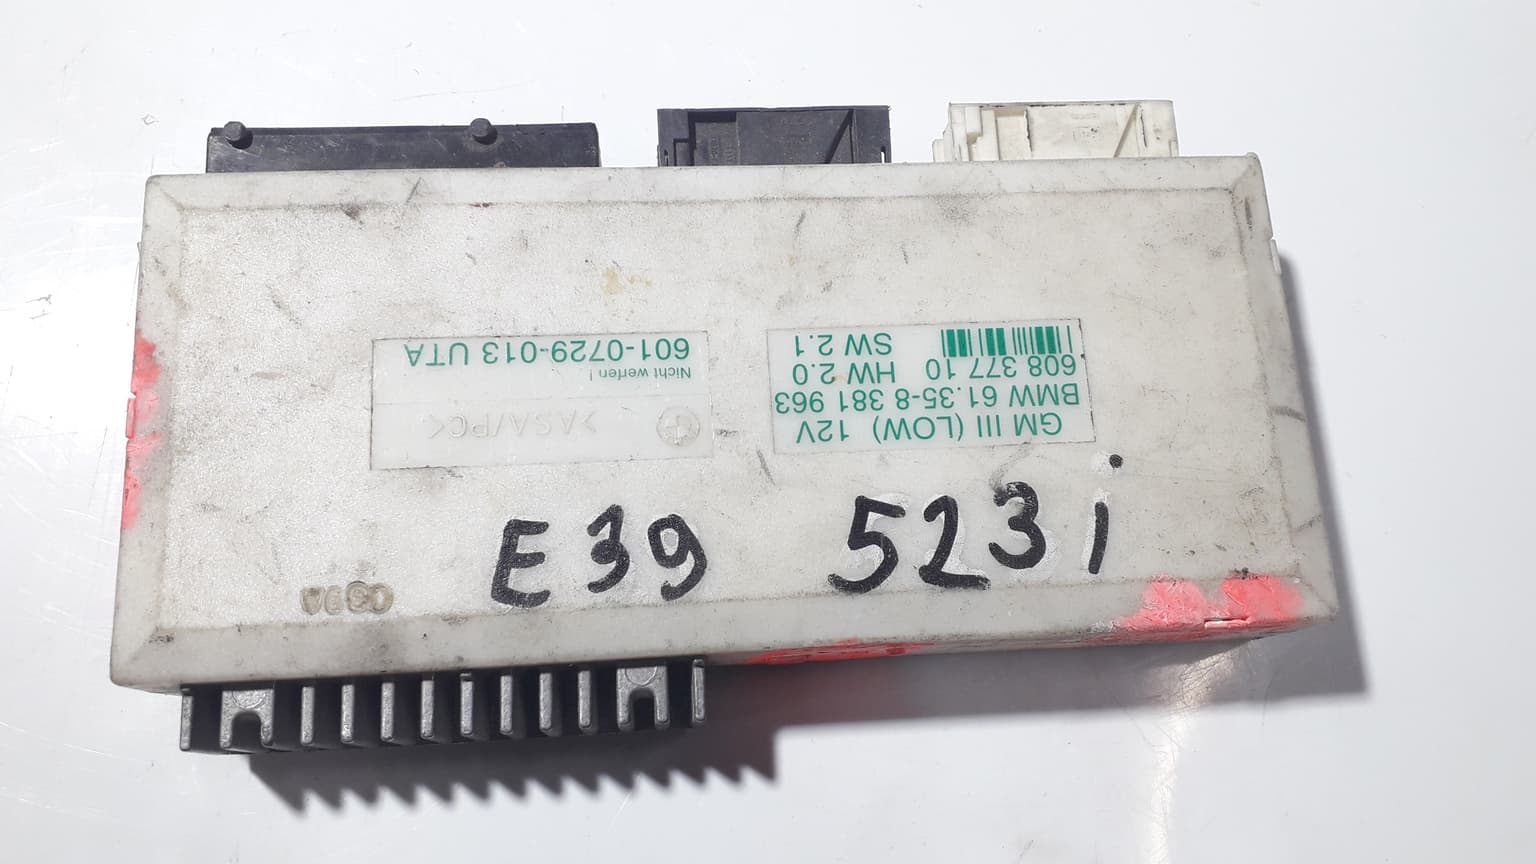 GM III (LOW) 12V
BMW 61.35-8 381 963
608 377 10 HW 2.0
SW 2.1
>ASA/PC<
Nicht werfen !
601-0729-013 UTA
E39 523i